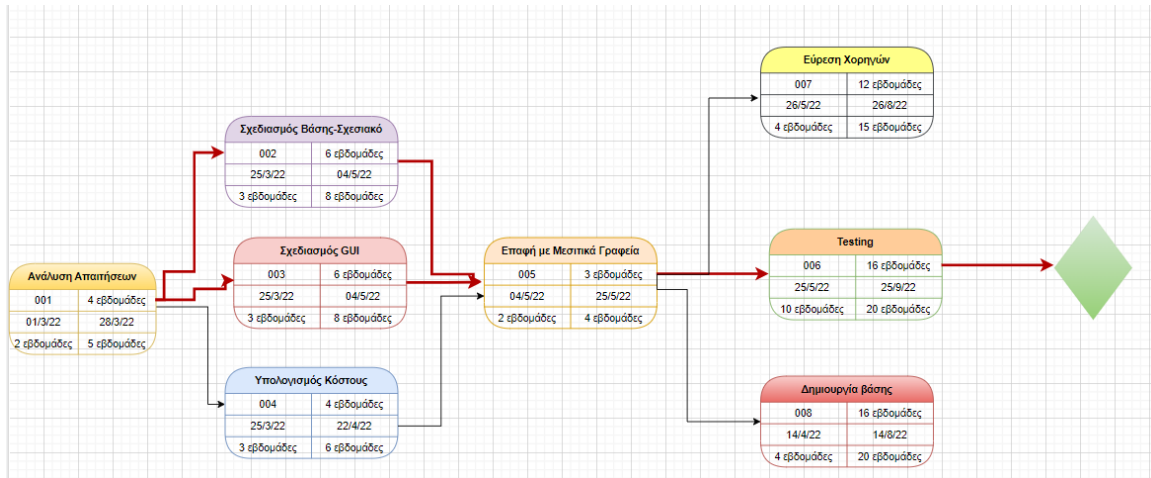 Ανάλυση Απαιτήσεων
001 4 εβδομάδες
01/3/22 28/3/22
2 εβδομάδες 5 εβδομάδες
Σχεδιασμός Βάσης-Σχεσιακό
002 6 εβδομάδες
25/3/22 04/5/22
3 εβδομάδες 8 εβδομάδες
Σχεδιασμός GUI
003 6 εβδομάδες
25/3/22 04/5/22
3 εβδομάδες 8 εβδομάδες
Υπολογισμός Κόστους
004 4 εβδομάδες
25/3/22 22/4/22
3 εβδομάδες 6 εβδομάδες
Επαφή με Μεσιτικά Γραφεία
005 3 εβδομάδες
04/5/22 25/5/22
2 εβδομάδες 4 εβδομάδες
Εύρεση Χορηγών
007 12 εβδομάδες
26/5/22 26/8/22
4 εβδομάδες 15 εβδομάδες
Testing
006 16 εβδομάδες
25/5/22 25/9/22
10 εβδομάδες 20 εβδομάδες
Δημιουργία βάσης
008 16 εβδομάδες
14/4/22 14/8/22
4 εβδομάδες 20 εβδομάδες